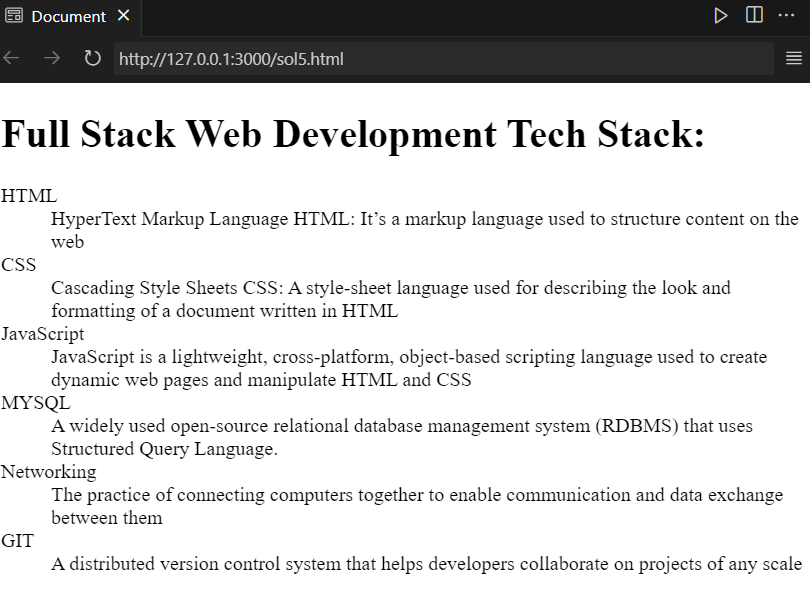 Document
http://127.0.0.1:3000/sol5.html
Full Stack Web Development Tech Stack:
HTML
HyperText Markup Language HTML: It’s a markup language used to structure content on the
web
CSS
Cascading Style Sheets CSS: A style-sheet language used for describing the look and
formatting of a document written in HTML
JavaScript
JavaScript is a lightweight, cross-platform, object-based scripting language used to create
dynamic web pages and manipulate HTML and CSS
MYSQL
A widely used open-source relational database management system (RDBMS) that uses
Structured Query Language.
Networking
The practice of connecting computers together to enable communication and data exchange
between them
GIT
A distributed version control system that helps developers collaborate on projects of any scale